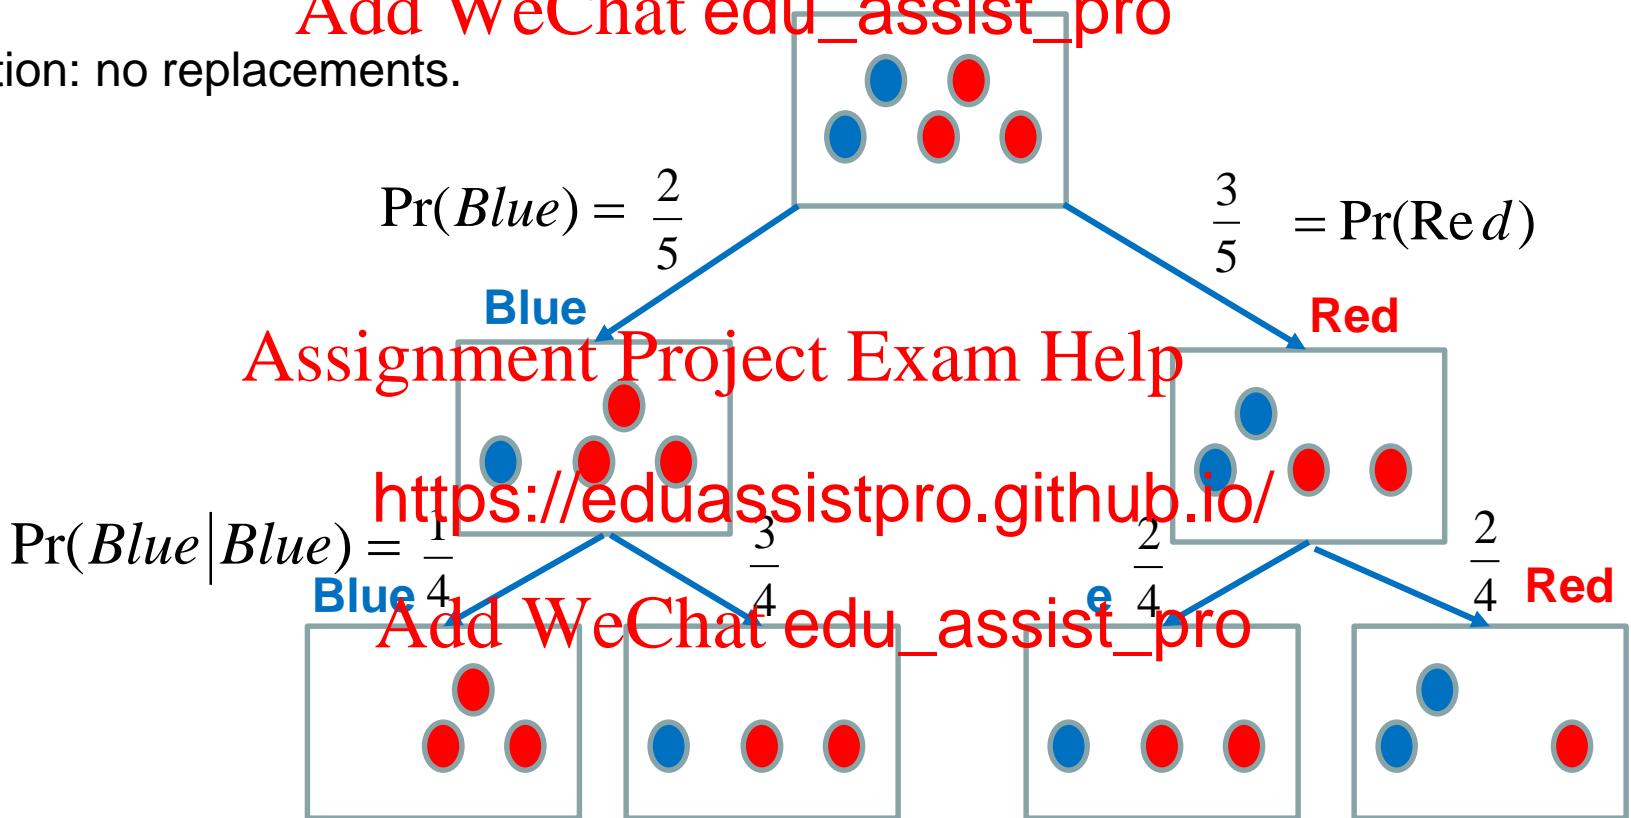 Add WeChat edu_assist_pro
tion: no replacements.
Pr(Blue) = 2/5
3/5 = Pr(Red)
Blue
Red
Assignment Project Exam Help
https://eduassistpro.github.io/
Pr(Blue|Blue) = 1/4
3/4
2/4
2/4
Blue
e
Red
Add WeChat edu_assist_pro